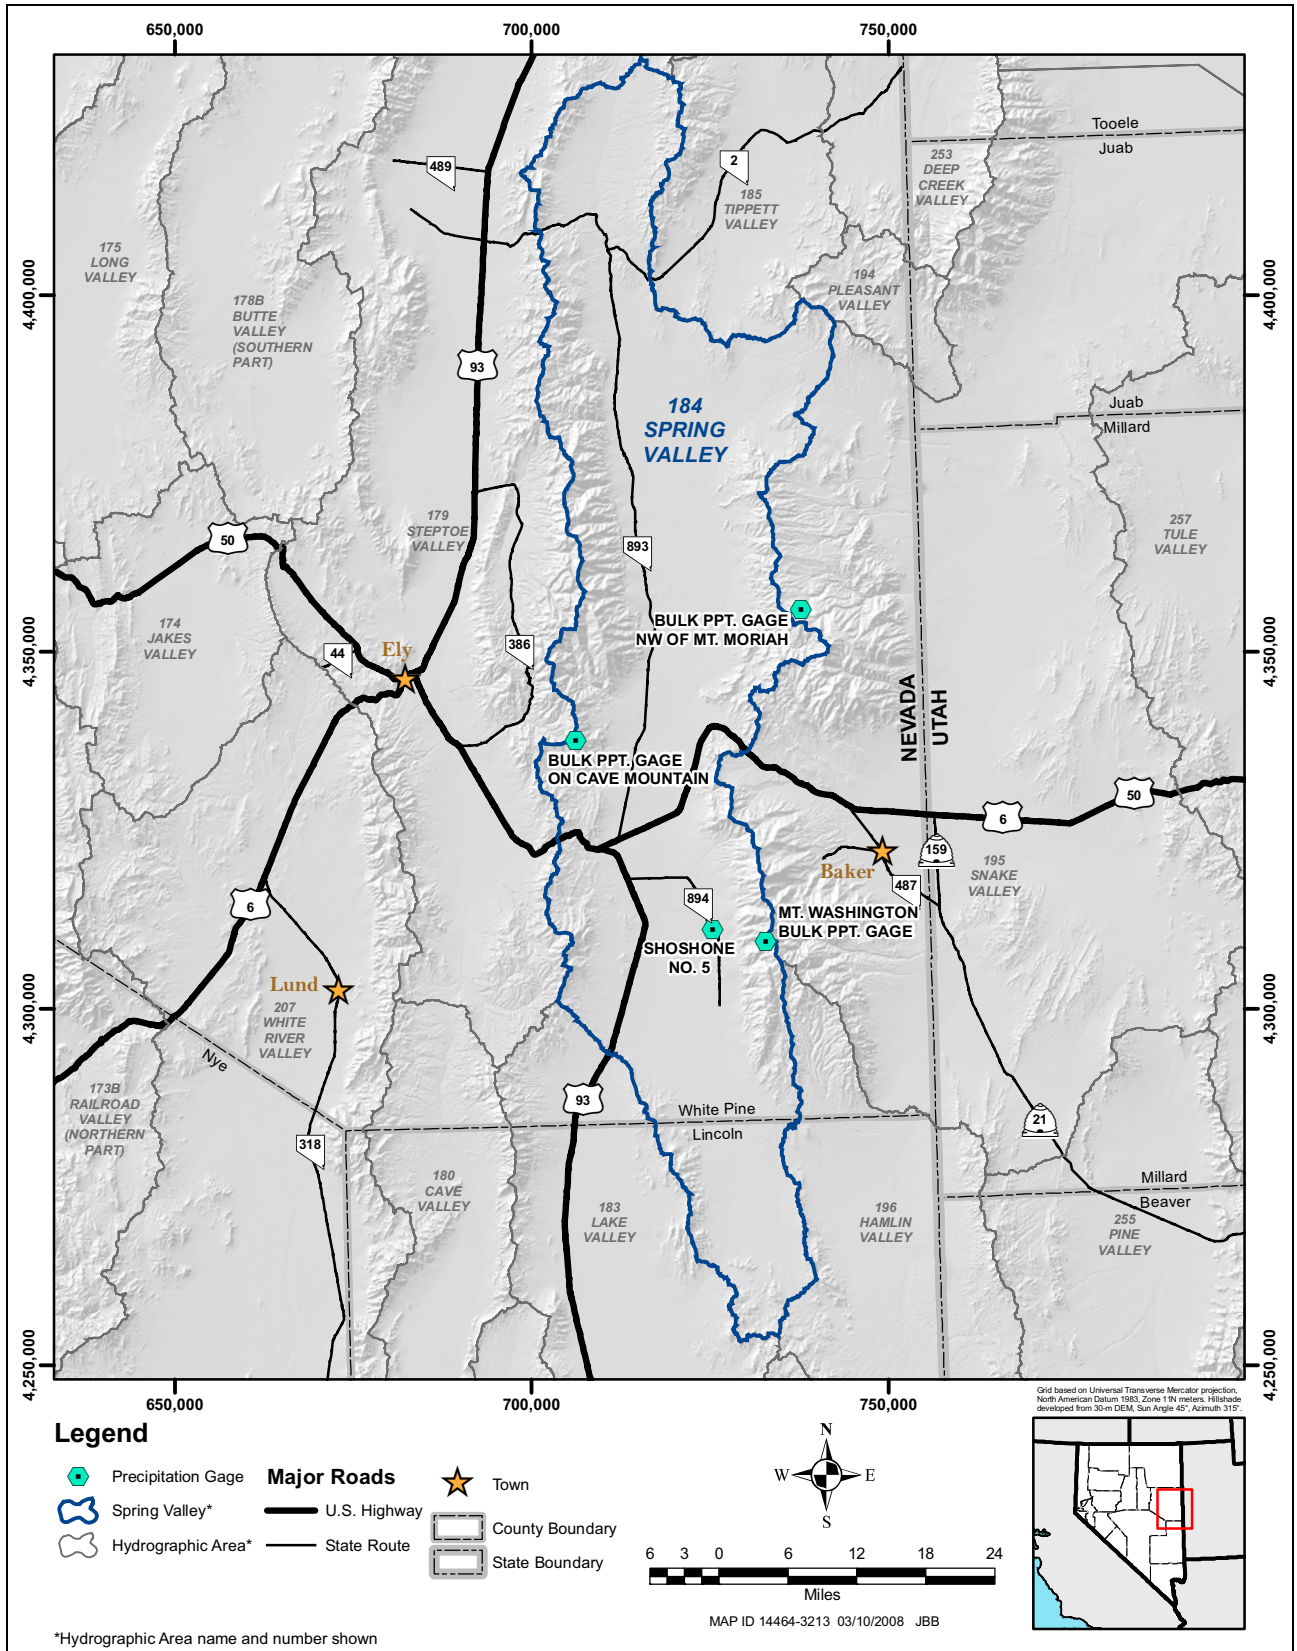 650,000
700,000
750,000
4,400,000
4,350,000
4,300,000
4,250,000
4,400,000
4,350,000
4,300,000
4,250,000
Tooele
Juab
489
2
253
DEEP
CREEK
VALLEY
185
TIPPETT
VALLEY
175
LONG
VALLEY
178B
BUTTE
VALLEY
(SOUTHERN
PART)
194
PLEASANT
VALLEY
93
184
SPRING
VALLEY
Juab
Millard
179
STEPTOE
VALLEY
50
893
257
TULE
VALLEY
174
JAKES
VALLEY
44
Ely
386
BULK PPT. GAGE
NW OF MT. MORIAH
NEVADA
UTAH
BULK PPT. GAGE
ON CAVE MOUNTAIN
50
6
159
Baker
195
SNAKE
VALLEY
487
6
894
MT. WASHINGTON
BULK PPT. GAGE
SHOSHONE
NO. 5
Lund
207
WHITE
RIVER
VALLEY
Nye
173B
RAILROAD
VALLEY
(NORTHERN
PART)
93
White Pine
Lincoln
21
318
180
CAVE
VALLEY
183
LAKE
VALLEY
196
HAMLIN
VALLEY
Millard
Beaver
255
PINE
VALLEY
650,000
700,000
750,000
Grid based on Universal Transverse Mercator projection,
North American Datum 1983, Zone 11N meters. Hillshade
developed from 30-m DEM, Sun Angle 45°, Azimuth 315°.
Legend
Precipitation Gage
Spring Valley*
Hydrographic Area*
Major Roads
U.S. Highway
State Route
Town
County Boundary
State Boundary
N
W
E
S
6 3 0 6 12 18 24
Miles
MAP ID 14464-3213 03/10/2008 JBB
*Hydrographic Area name and number shown